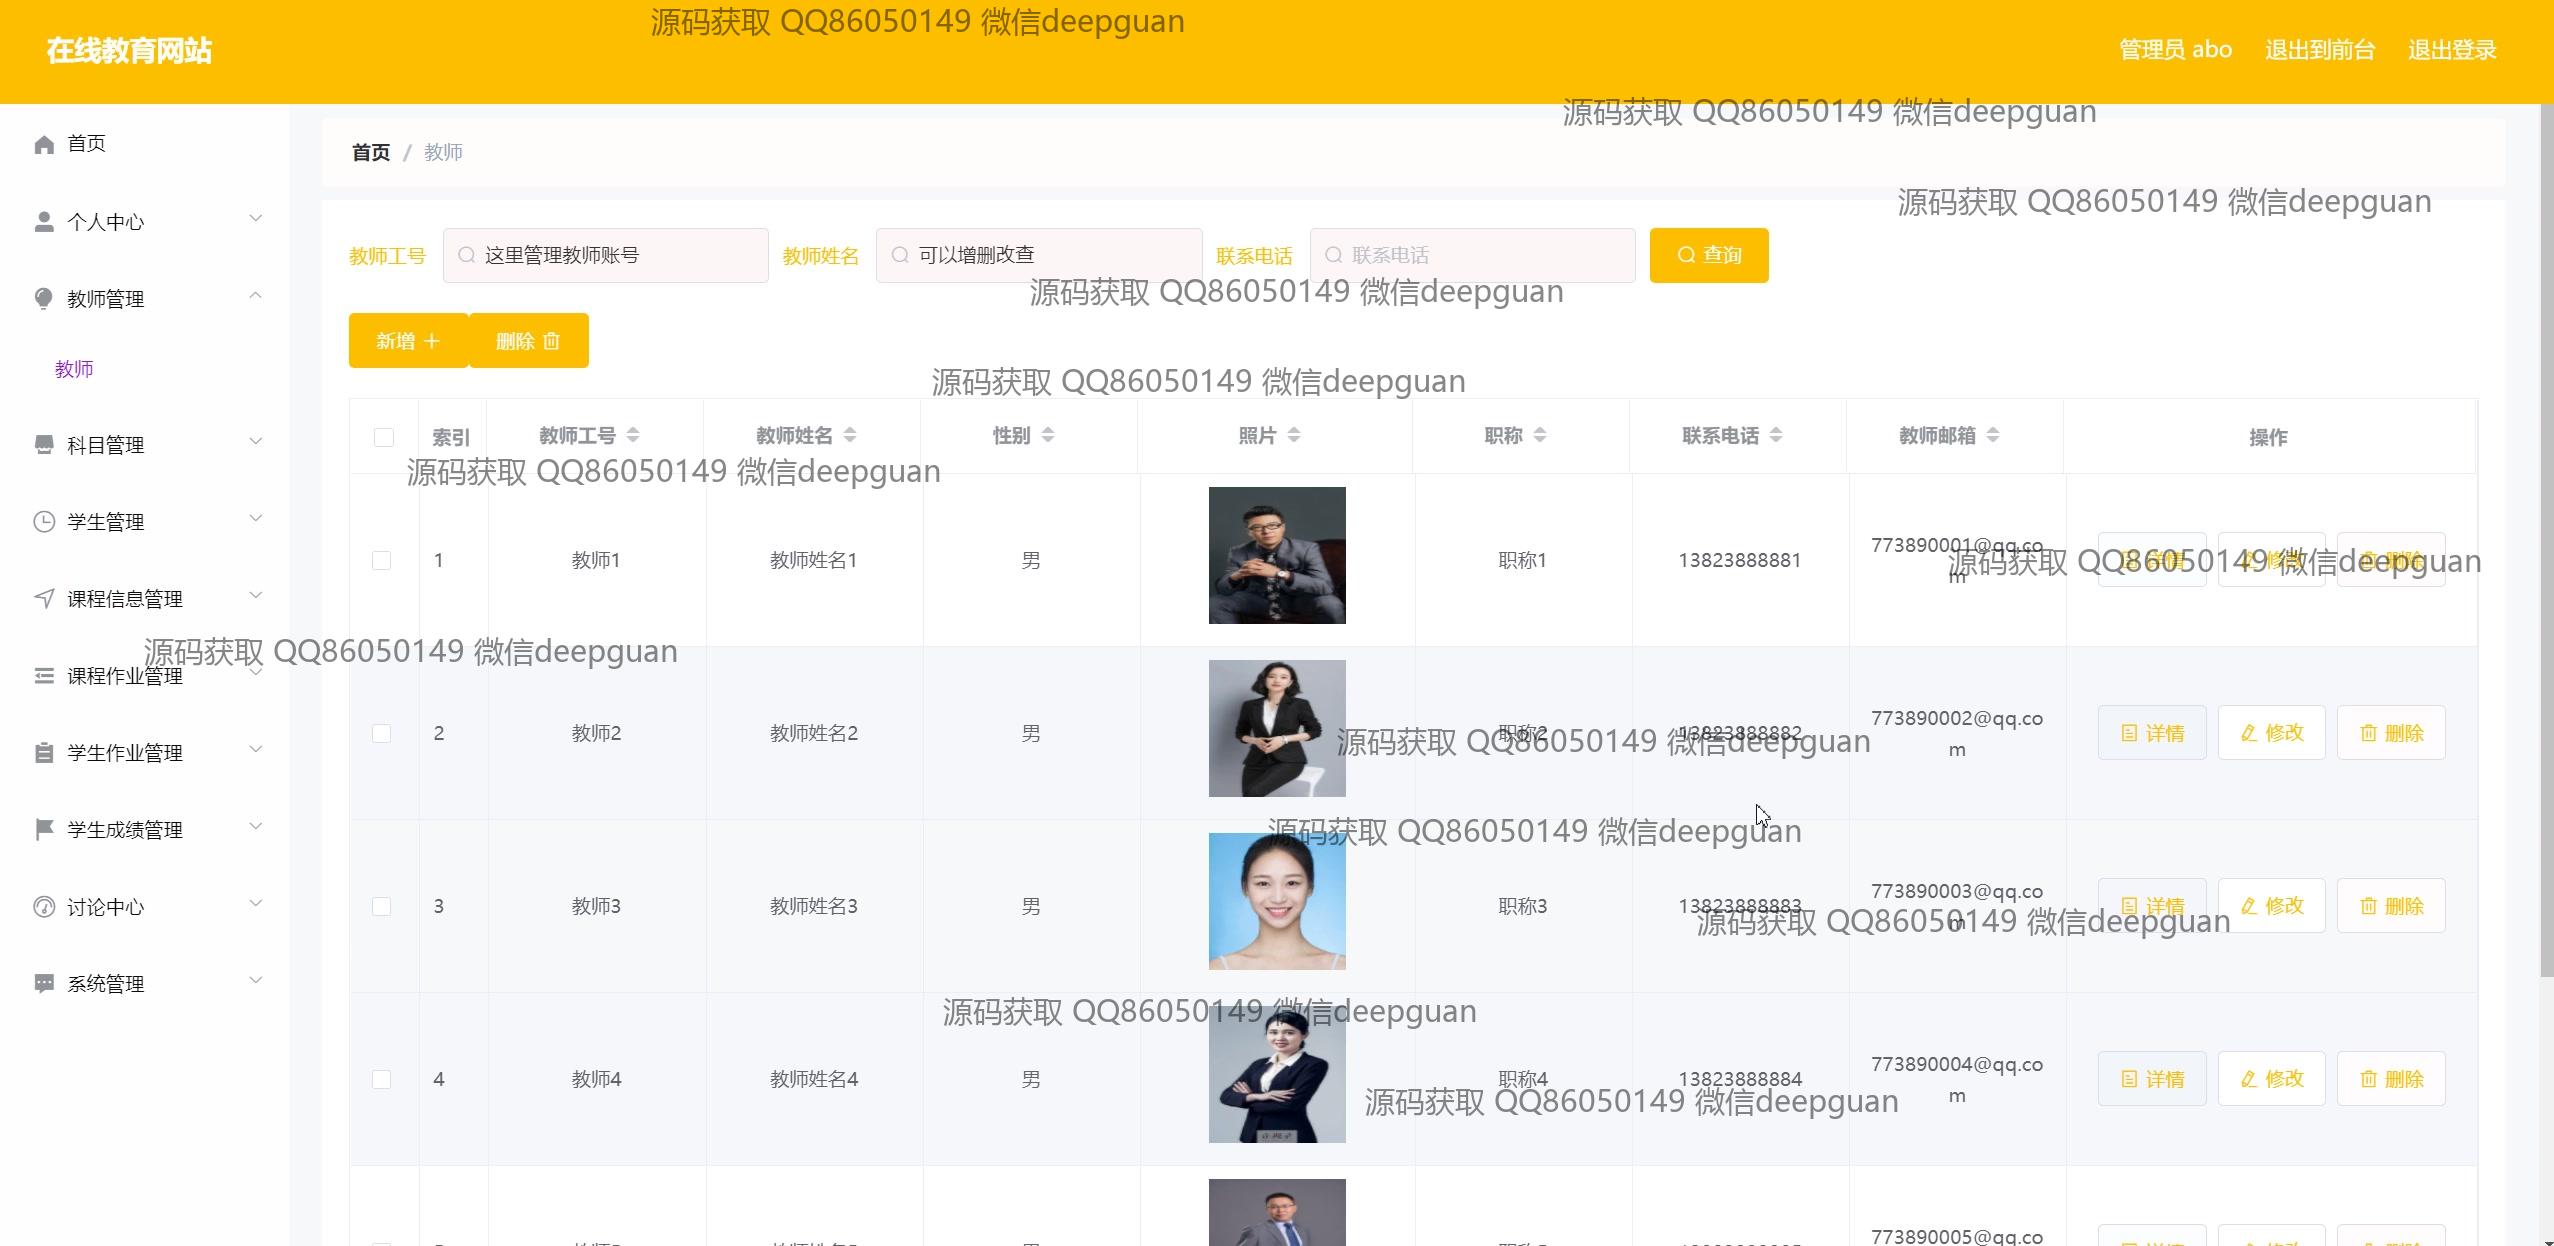 源码获取 QQ86050149 微信deepguan
在线教育网站
管理员 abo 退出到前台 退出登录
源码获取 QQ86050149 微信deepguan
首页
首页 / 教师
源码获取 QQ86050149 微信deepguan
个人中心
教师工号 这里管理教师账号 教师姓名 可以增删改查 联系电话 联系电话 查询
源码获取 QQ86050149 微信deepguan
教师管理
新增 删除
教师
源码获取 QQ86050149 微信deepguan
索引 教师工号 教师姓名 性别 照片 职称 联系电话 教师邮箱 操作
科目管理
源码获取 QQ86050149 微信deepguan
学生管理
1 教师1 教师姓名1 男 职称1 13823888881 773890001@qq.co
m
详情 修改 删除
源码获取 QQ86050149 微信deepguan
课程信息管理
源码获取 QQ86050149 微信deepguan
课程作业管理
2 教师2 教师姓名2 男 职称2 13823888882 773890002@qq.co
m
详情 修改 删除
源码获取 QQ86050149 微信deepguan
学生作业管理
学生成绩管理
源码获取 QQ86050149 微信deepguan
3 教师3 教师姓名3 男 职称3 13823888883 773890003@qq.co
m
详情 修改 删除
讨论中心
源码获取 QQ86050149 微信deepguan
系统管理
源码获取 QQ86050149 微信deepguan
4 教师4 教师姓名4 男 职称4 13823888884 773890004@qq.co
m
详情 修改 删除
源码获取 QQ86050149 微信deepguan
773890005@qq.co